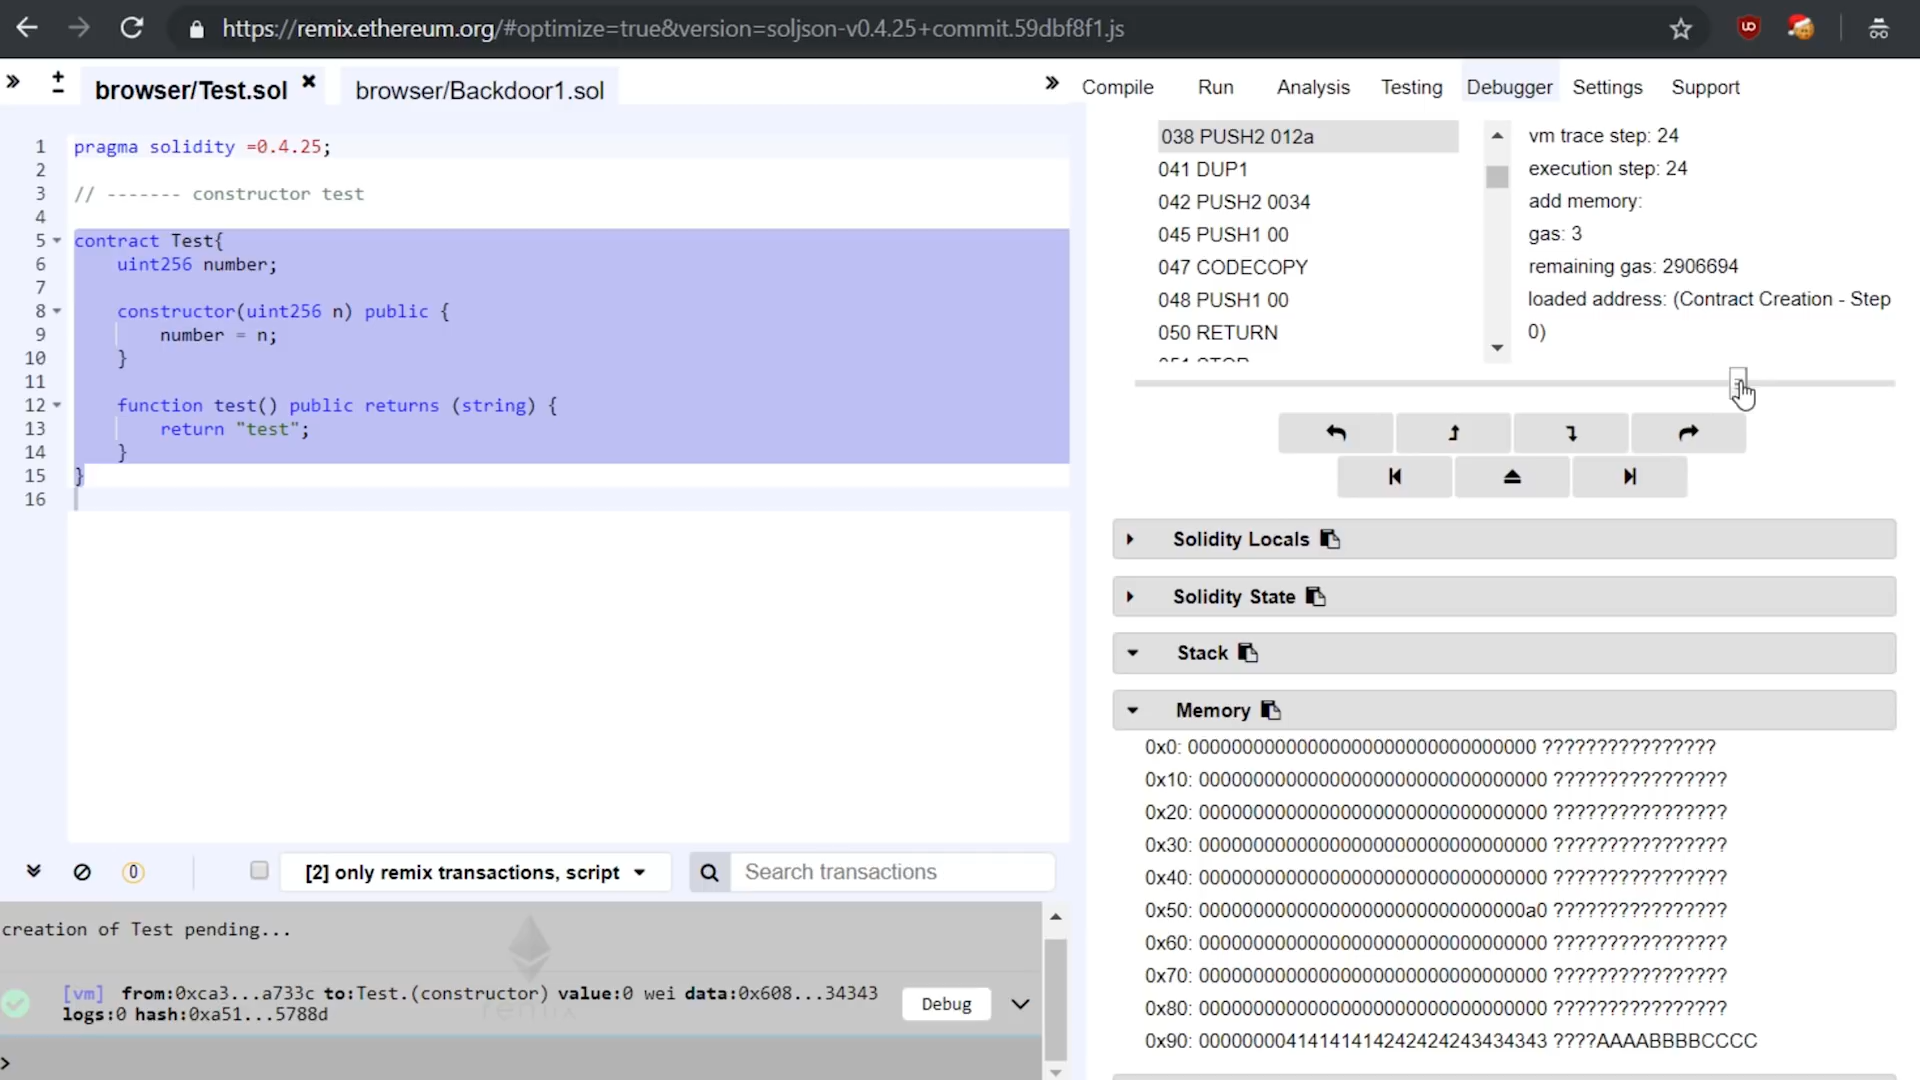 https://remix.ethereum.org/#optimize=true&version=soljson-v0.4.25+commit.59dbf8f1.js
browser/Test.sol
browser/Backdoor1.sol
Compile Run Analysis Testing Debugger Settings Support
1 pragma solidity =0.4.25;
2
3 // ------- constructor test
4
5 contract Test{
6 uint256 number;
7
8 constructor(uint256 n) public {
9 number = n;
10 }
11
12 function test() public returns (string) {
13 return "test";
14 }
15 }
16
[2] only remix transactions, script
Search transactions
0
creation of Test pending...
[vm] from:0xca3...a733c to:Test.(constructor) value:0 wei data:0x608...34343
logs:0 hash:0xa51...5788d
Debug
remix
>
038 PUSH2 012a
041 DUP1
042 PUSH2 0034
045 PUSH1 00
047 CODECOPY
048 PUSH1 00
050 RETURN
051 STOP
vm trace step: 24
execution step: 24
add memory:
gas: 3
remaining gas: 2906694
loaded address: (Contract Creation - Step
0)
Solidity Locals
Solidity State
Stack
Memory
0x0: 00000000000000000000000000000000 ????????????????
0x10: 00000000000000000000000000000000 ????????????????
0x20: 00000000000000000000000000000000 ????????????????
0x30: 00000000000000000000000000000000 ????????????????
0x40: 00000000000000000000000000000000 ????????????????
0x50: 000000000000000000000000000000a0 ????????????????
0x60: 00000000000000000000000000000000 ????????????????
0x70: 00000000000000000000000000000000 ????????????????
0x80: 00000000000000000000000000000000 ????????????????
0x90: 00000000414141414242424243434343 ????AAAABBBBCCCC